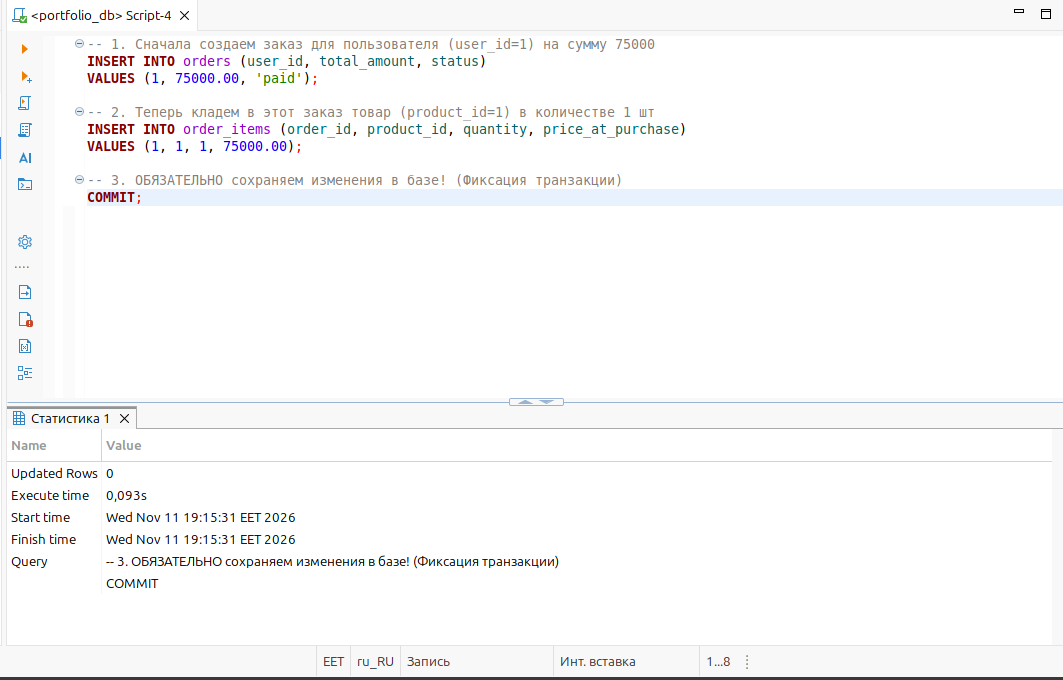 <portfolio_db> Script-4
-- 1. Сначала создаем заказ для пользователя (user_id=1) на сумму 75000
INSERT INTO orders (user_id, total_amount, status)
VALUES (1, 75000.00, 'paid');
-- 2. Теперь кладем в этот заказ товар (product_id=1) в количестве 1 шт
INSERT INTO order_items (order_id, product_id, quantity, price_at_purchase)
VALUES (1, 1, 1, 75000.00);
-- 3. ОБЯЗАТЕЛЬНО сохраняем изменения в базе! (Фиксация транзакции)
COMMIT;
AI
Статистика 1
Name Value
Updated Rows 0
Execute time 0,093s
Start time Wed Nov 11 19:15:31 EET 2026
Finish time Wed Nov 11 19:15:31 EET 2026
Query -- 3. ОБЯЗАТЕЛЬНО сохраняем изменения в базе! (Фиксация транзакции)
COMMIT
EET ru_RU Запись Инт. вставка 1...8